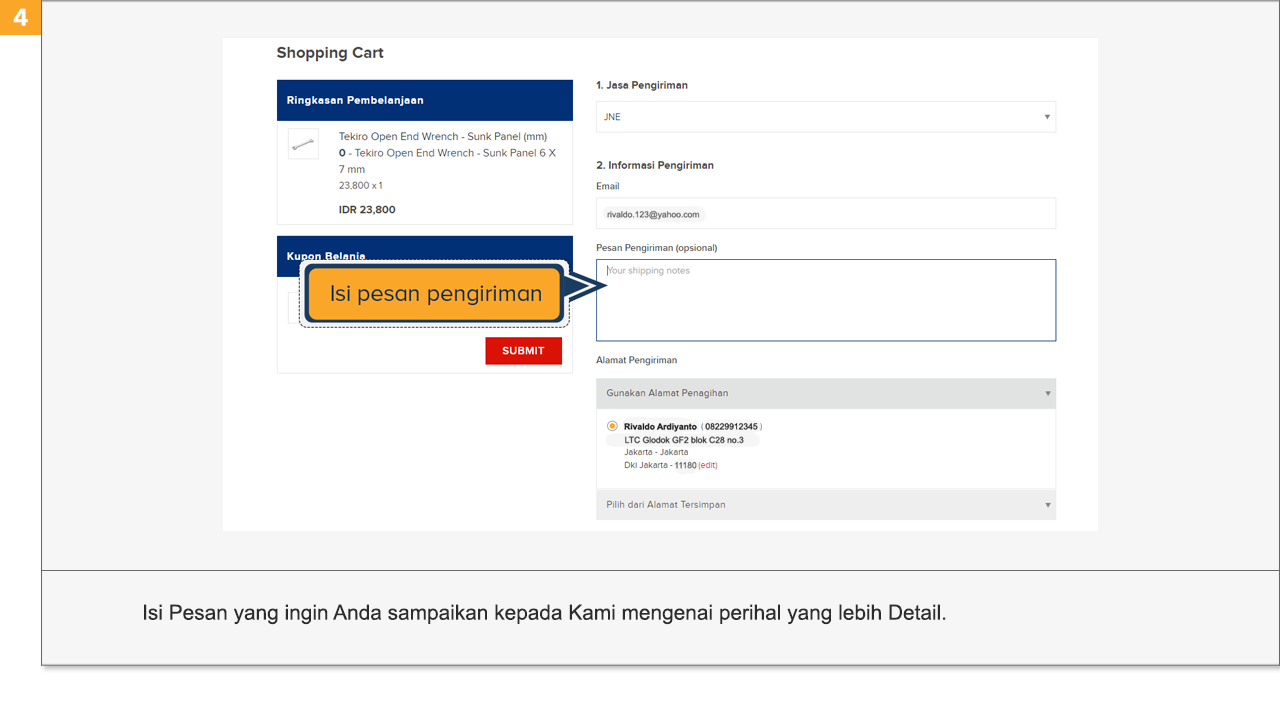 4
Shopping Cart
Ringkasan Pembelanjaan
Tekiro Open End Wrench - Sunk Panel (mm)
0 - Tekiro Open End Wrench - Sunk Panel 6 X
7 mm
23,800 x 1
IDR 23,800
Kupon Belanja
Isi pesan pengiriman
SUBMIT
1. Jasa Pengiriman
JNE
2. Informasi Pengiriman
Email
rivaldo.123@yahoo.com
Pesan Pengiriman (opsional)
Your shipping notes
Alamat Pengiriman
Gunakan Alamat Penagihan
Rivaldo Ardiyanto ( 08229912345 )
LTC Glodok GF2 blok C28 no.3
Jakarta - Jakarta
Dki Jakarta - 11180 (edit)
Pilih dari Alamat Tersimpan
Isi Pesan yang ingin Anda sampaikan kepada Kami mengenai perihal yang lebih Detail.